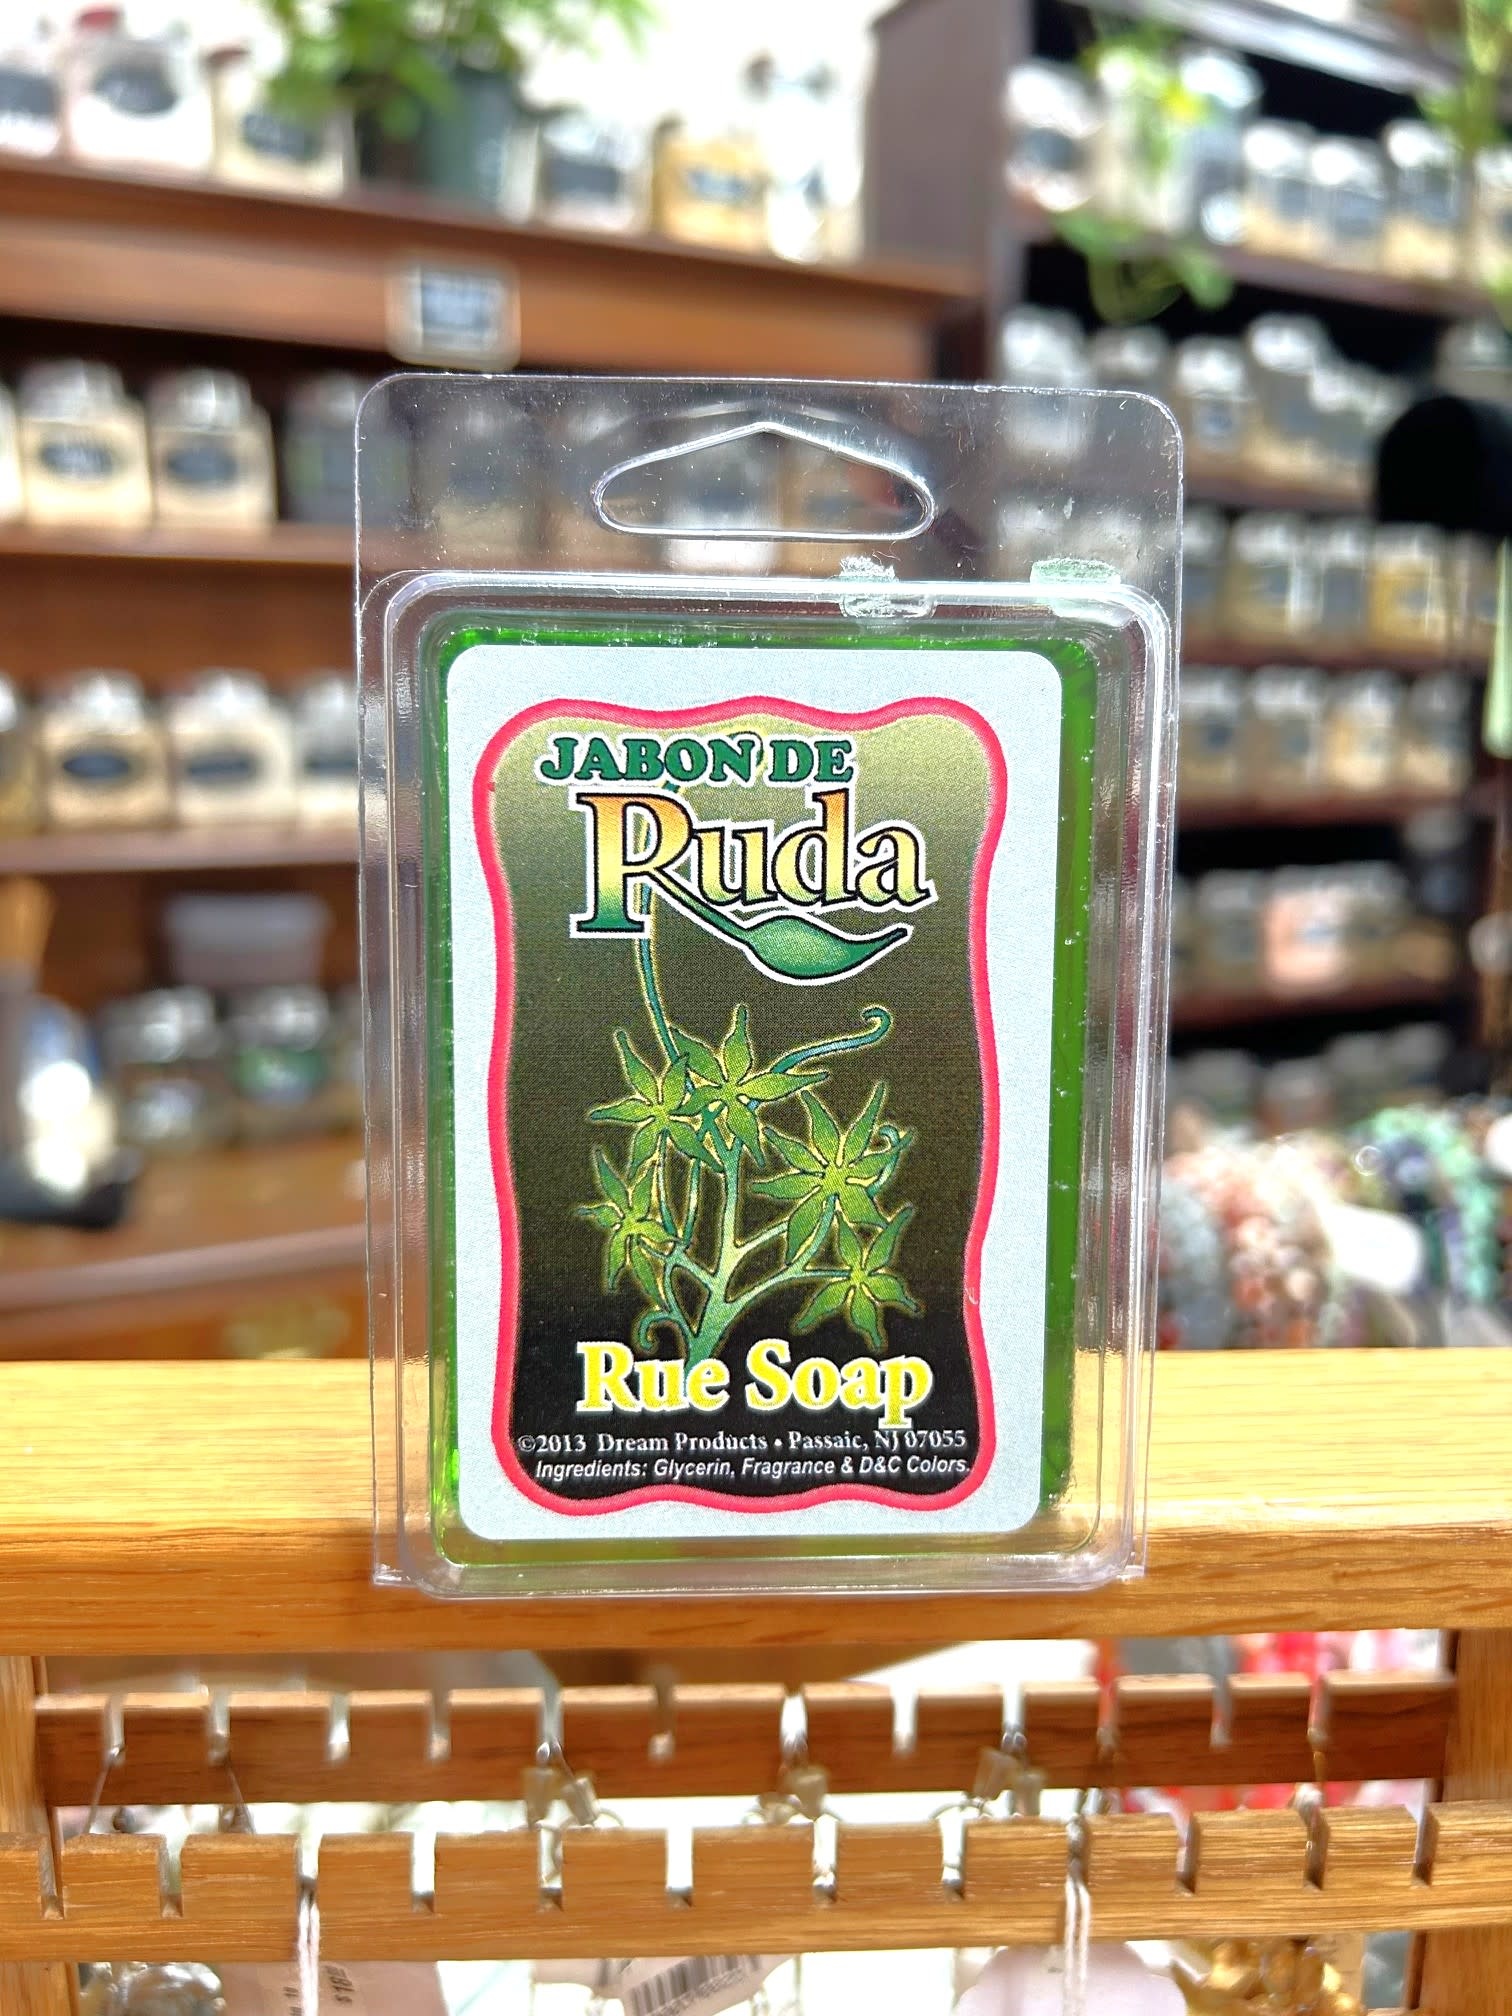 JABON DE
Ruda
Rue Soap
©2013 Dream Products • Passaic, NJ 07055
Ingredients: Glycerin, Fragrance & D&C Colors.